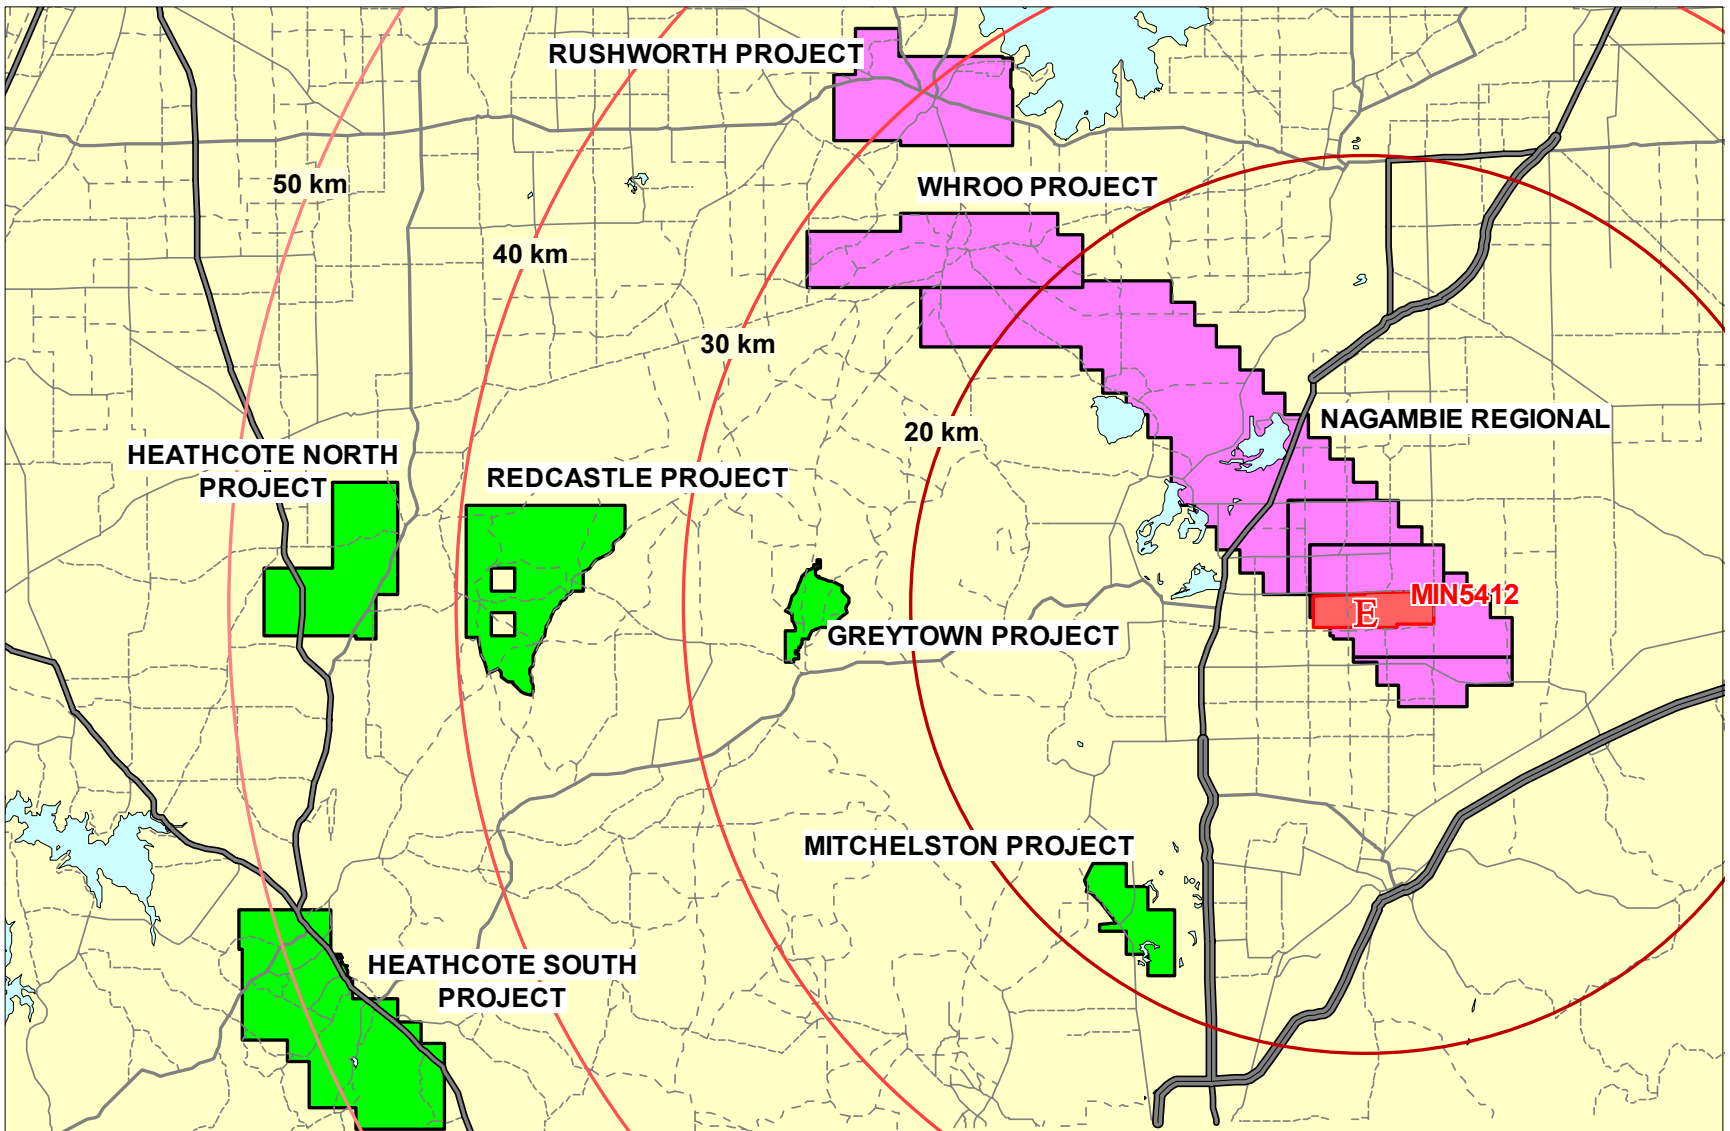 RUSHWORTH PROJECT
50 km
WHROO PROJECT
40 km
30 km
NAGAMBIE REGIONAL
20 km
HEATHCOTE NORTH
PROJECT
REDCASTLE PROJECT
MIN5412
E
GREYTOWN PROJECT
MITCHELSTON PROJECT
HEATHCOTE SOUTH
PROJECT